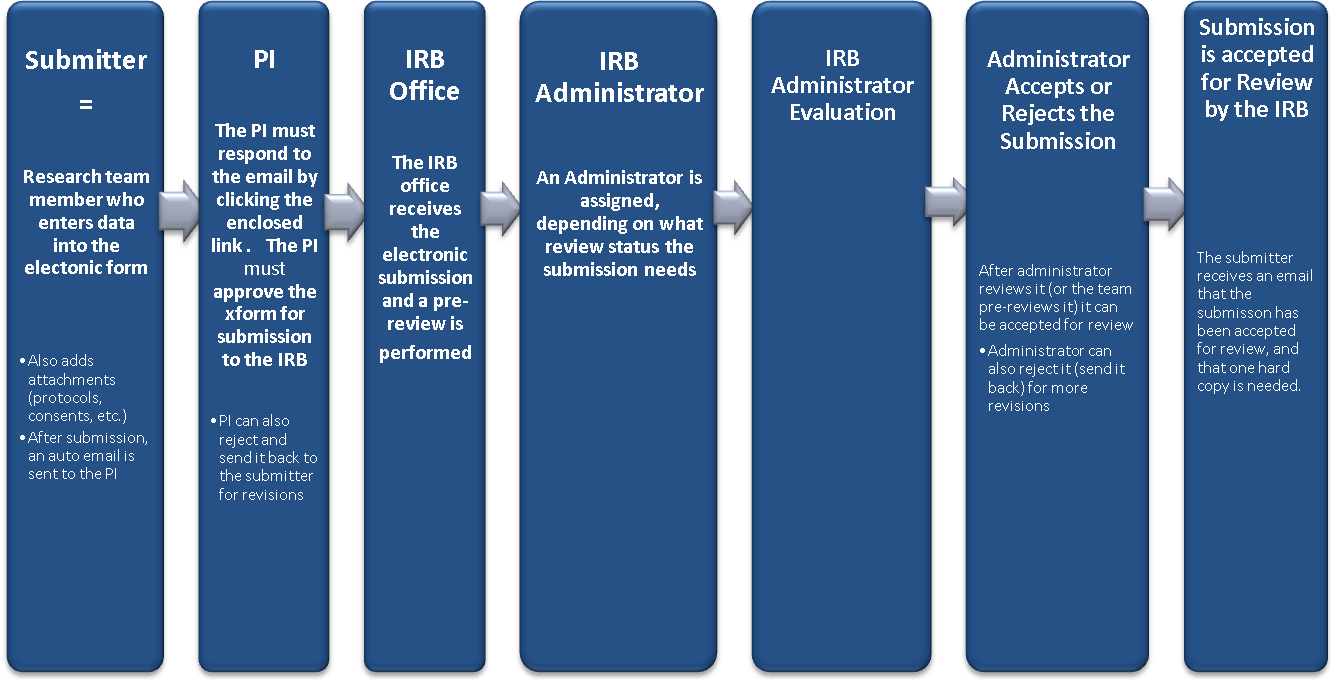 Submitter
=
Research team
member who
enters data
into the
electonic form
•Also adds
attachments
(protocols,
consents, etc.)
•After submission,
an auto email is
sent to the PI
PI
The PI must
respond to
the email by
clicking the
enclosed
link . The PI
must
approve the
xform for
submission
to the IRB
•PI can also
reject and
send it back to
the submitter
for revisions
IRB
Office
The IRB
office
receives
the
electronic
submission
and a pre-
review is
performed
IRB
Administrator
An Administrator is
assigned,
depending on what
review status the
submission needs
IRB
Administrator
Evaluation
Administrator
Accepts or
Rejects the
Submission
After administrator
reviews it (or the team
pre-reviews it) it can
be accepted for review
•Administrator can
also reject it (send it
back) for more
revisions
Submission
is accepted
for Review
by the IRB
The submitter
receives an email
that the
submisson has
been accepted
for review, and
that one hard
copy is needed.